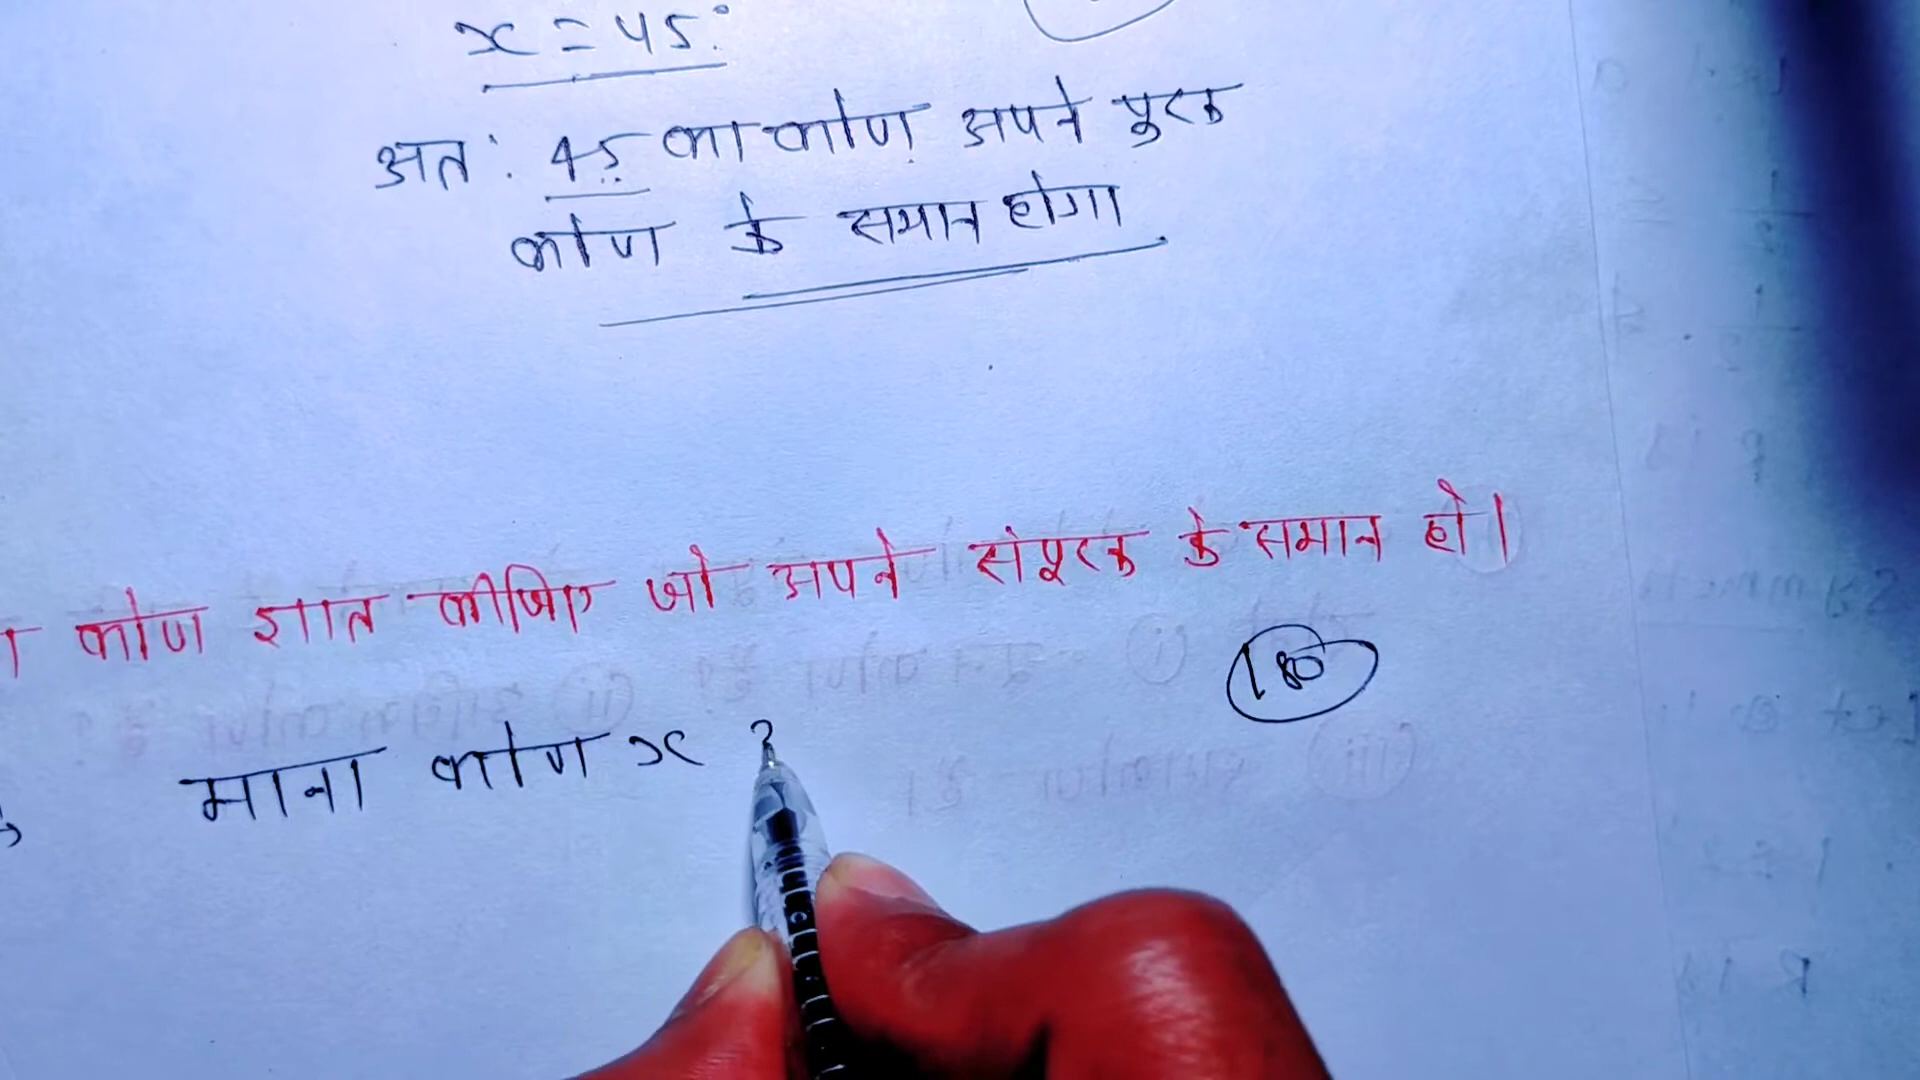 x = 45°
अतः 45 का कोण अपने पूरक
कोण के समान होगा
कोण ज्ञात कीजिए जो अपने संपूरक के समान हो।
180
माना कोण x